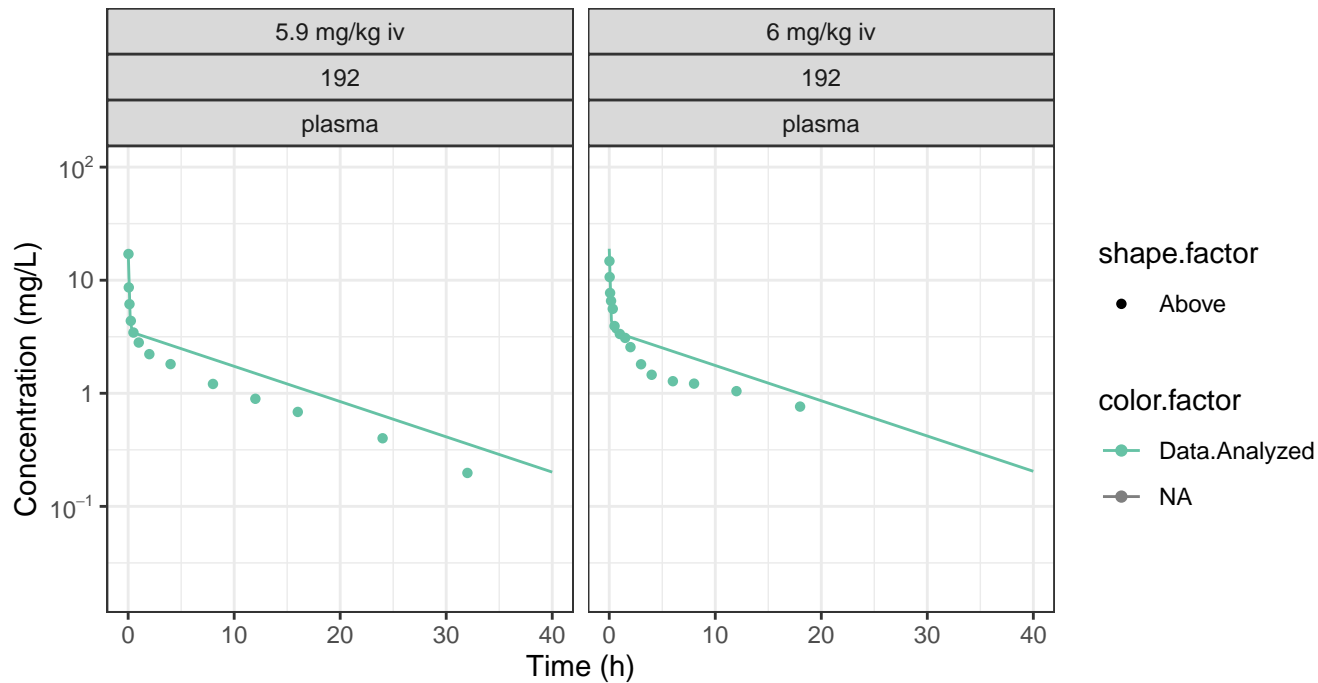 5.9 mg/kg iv
6 mg/kg iv
192
192
plasma
plasma
10²
10
1
10⁻¹
Concentration (mg/L)
0
10
20
30
40
0
10
20
30
40
Time (h)
shape.factor
Above
color.factor
Data.Analyzed
NA